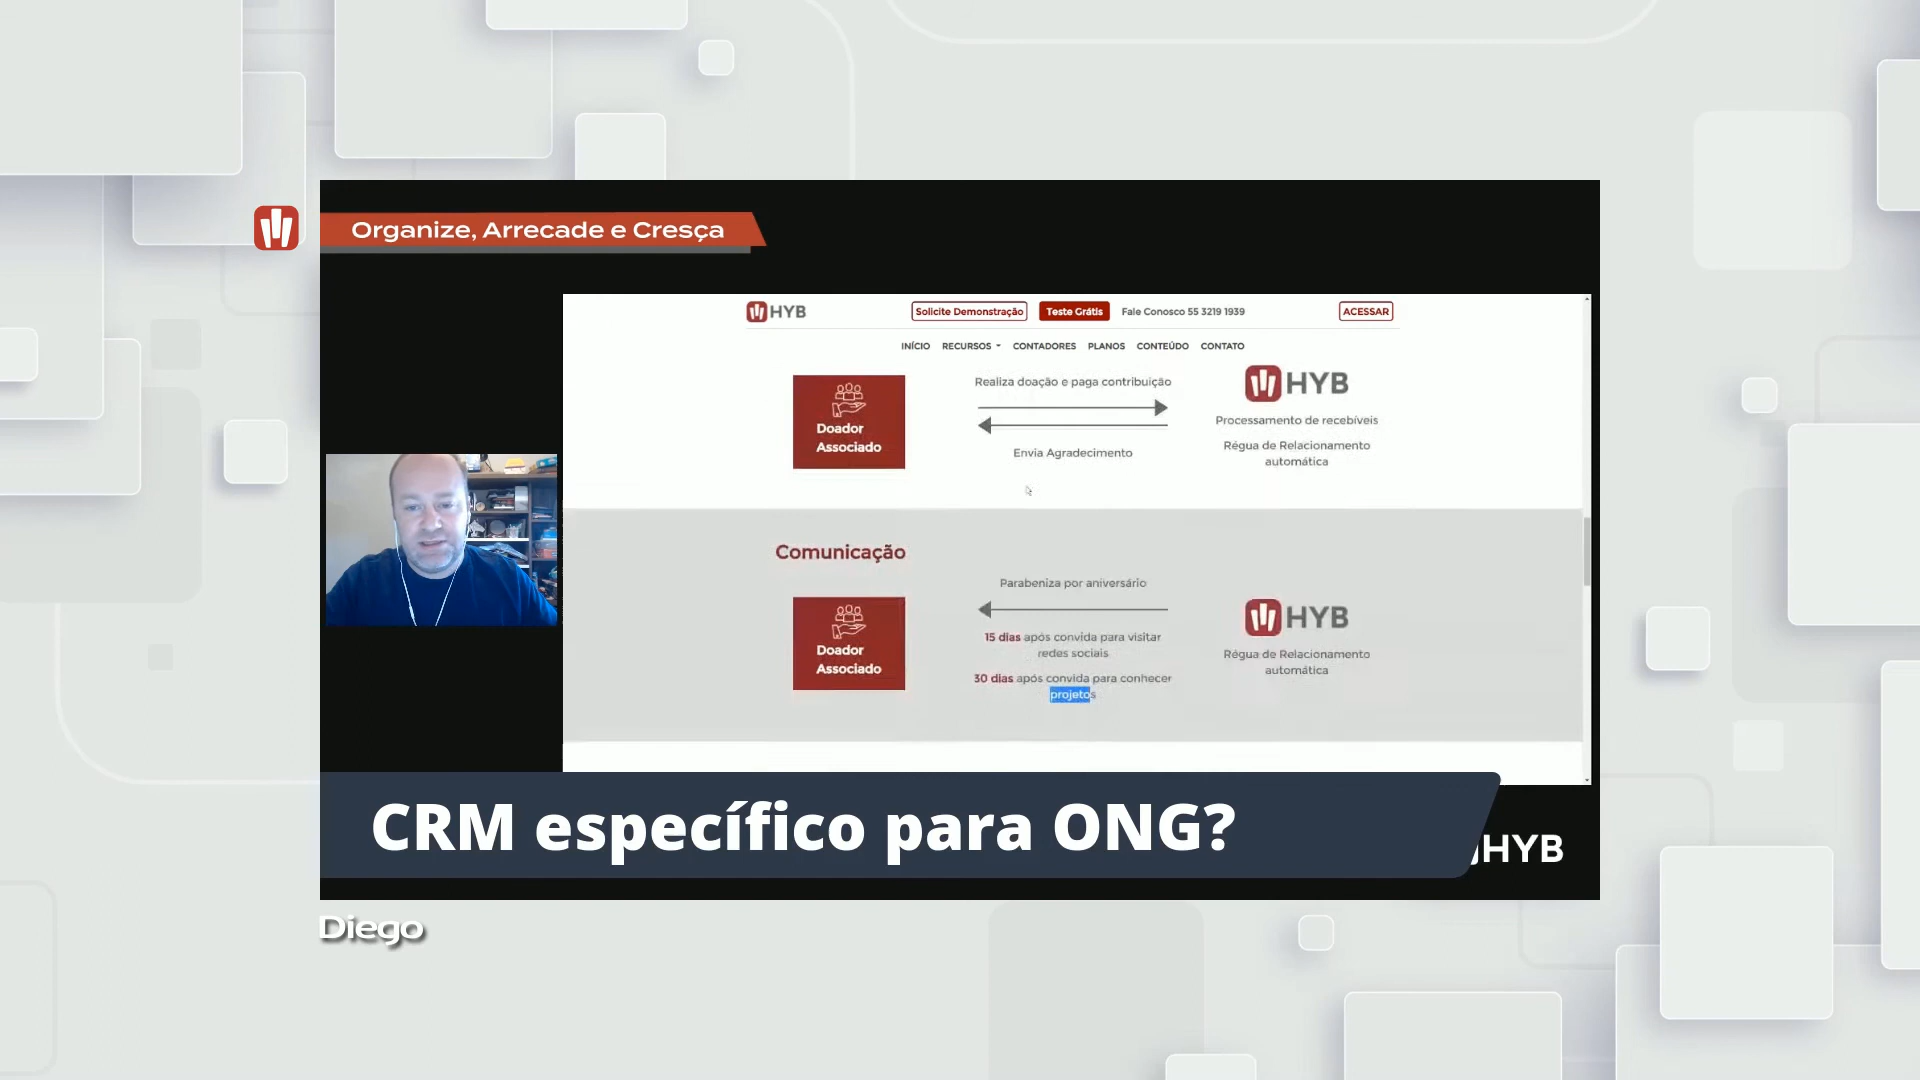 Organize, Arrecade e Cresça
HYB
Solicite Demonstração
Teste Grátis
Fale Conosco 55 3219 1939
ACESSAR
INÍCIO RECURSOS CONTADORES PLANOS CONTEÚDO CONTATO
Doador
Associado
Realiza doação e paga contribuição
Envia Agradecimento
HYB
Processamento de recebíveis
Régua de Relacionamento
automática
Comunicação
Doador
Associado
Parabeniza por aniversário
15 dias após convida para visitar
redes sociais
30 dias após convida para conhecer
projetos
HYB
Régua de Relacionamento
automática
CRM específico para ONG?
HYB
Diego